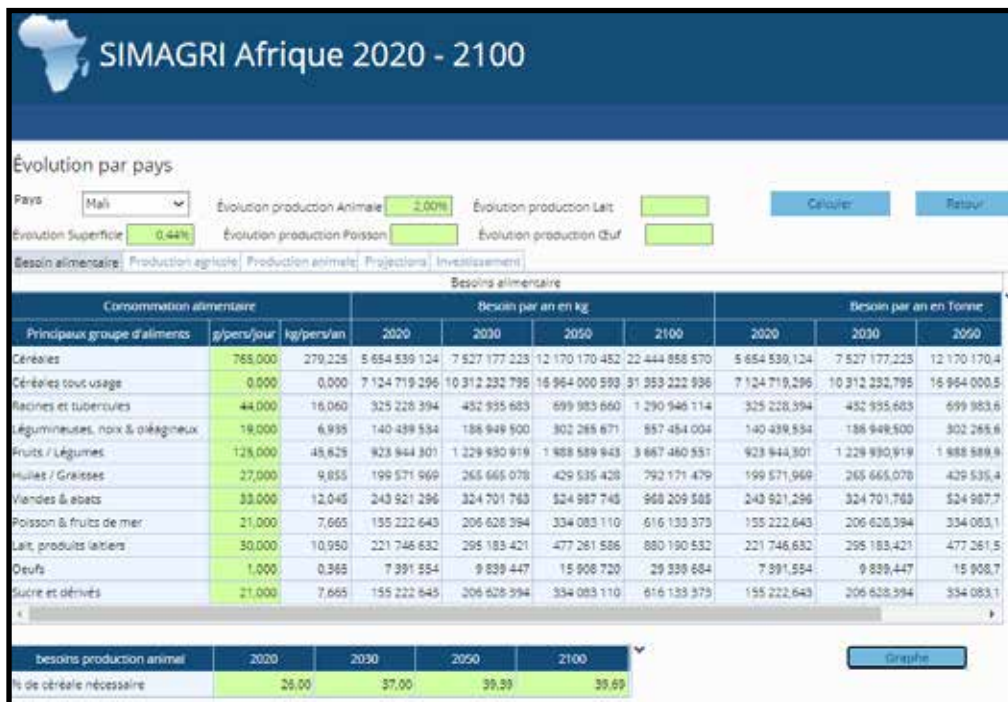 SIMAGRI Afrique 2020 - 2100
Évolution par pays
Pays Mali Évolution production Animale 2,00% Évolution production Lait Calculer Retour
Évolution Superficie 0,44% Évolution production Poisson Évolution production Œuf
Besoin alimentaire Production agricole Production animale Projections Investissement
Besoins alimentaire
Consommation alimentaire Besoin par an en kg Besoin par an en Tonne
Principaux groupe d'aliments g/pers/jour kg/pers/an 2020 2030 2050 2100 2020 2030 2050
Céréales 765,000 279,225 5 654 539 124 7 527 177 223 12 170 170 452 22 444 858 570 5 654 539,124 7 527 177,223 12 170 170,4
Céréales tout usage 0,000 0,000 7 124 719 296 10 312 232 795 16 964 000 593 31 353 222 936 7 124 719,296 10 312 232,795 16 964 000,5
Racines et tubercules 44,000 16,060 325 228 394 432 935 683 699 983 660 1 290 946 114 325 228,394 432 935,683 699 983,6
Légumineuses, noix & oléagineux 19,000 6,935 140 439 534 186 949 500 302 265 671 557 454 004 140 439,534 186 949,500 302 265,6
Fruits / Légumes 125,000 45,625 923 944 301 1 229 930 919 1 988 589 943 3 667 460 551 923 944,301 1 229 930,919 1 988 589,9
Huiles / Graisses 27,000 9,855 199 571 969 265 665 078 429 535 428 792 171 479 199 571,969 265 665,078 429 535,4
Viandes & abats 33,000 12,045 243 921 296 324 701 763 524 987 745 968 209 585 243 921,296 324 701,763 524 987,7
Poisson & fruits de mer 21,000 7,665 155 222 643 206 628 394 334 083 110 616 133 373 155 222,643 206 628,394 334 083,1
Lait, produits laitiers 30,000 10,950 221 746 632 295 183 421 477 261 586 880 190 532 221 746,632 295 183,421 477 261,5
Oeufs 1,000 0,365 7 391 554 9 839 447 15 908 720 29 339 684 7 391,554 9 839,447 15 908,7
Sucre et dérivés 21,000 7,665 155 222 643 206 628 394 334 083 110 616 133 373 155 222,643 206 628,394 334 083,1
besoins production animal 2020 2030 2050 2100 Graphe
% de céréale nécessaire 26,00 37,00 39,39 39,69